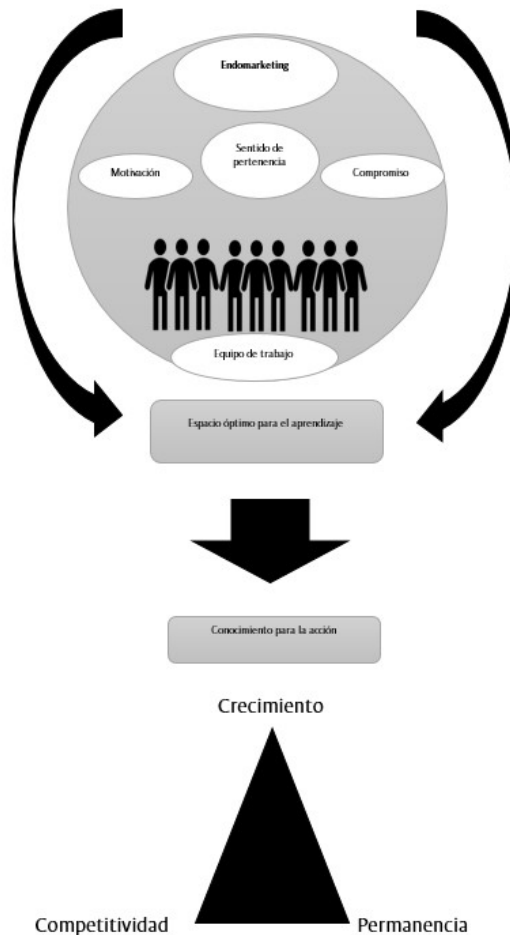 Endomarketing
Sentido de
pertenencia
Motivación
Compromiso
Equipo de trabajo
Espacio óptimo para el aprendizaje
Conocimiento para la acción
Crecimiento
Competitividad
Permanencia